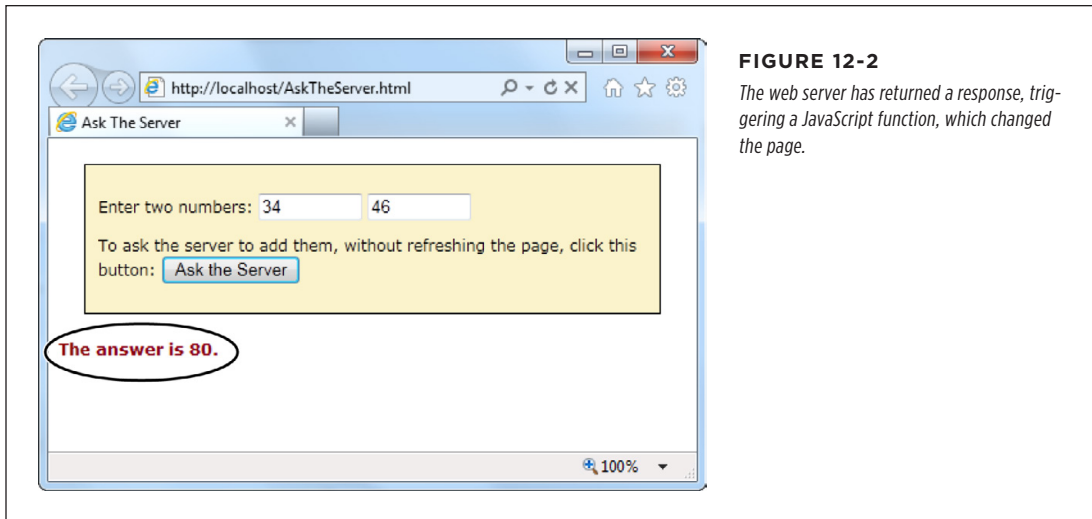 http://localhost/AskTheServer.html
Ask The Server
Enter two numbers: 34 46
To ask the server to add them, without refreshing the page, click this
button: Ask the Server
The answer is 80.
100%
FIGURE 12-2
The web server has returned a response, trig-
gering a JavaScript function, which changed
the page.